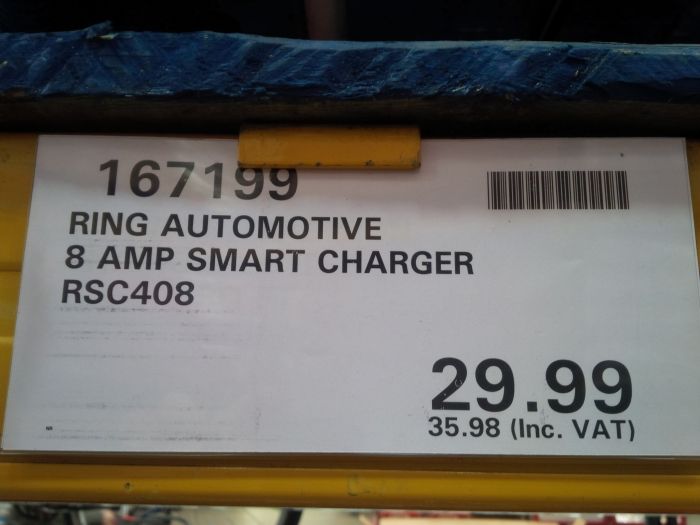 167199
RING AUTOMOTIVE
8 AMP SMART CHARGER
RSC408
29.99
35.98 (Inc. VAT)